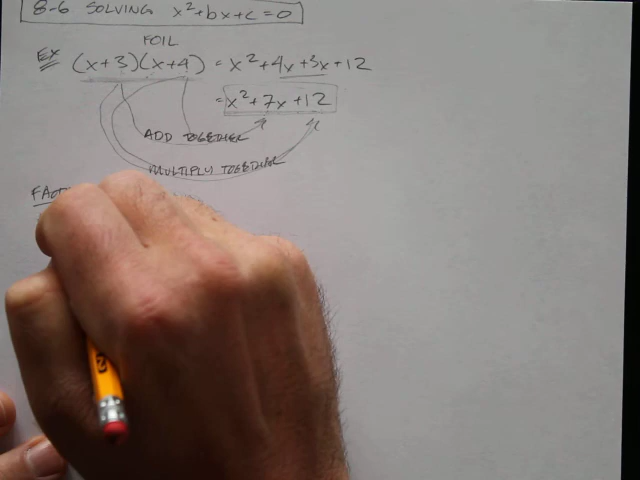 8-6 SOLVING x²+bx+c=0
FOIL
Ex (x+3)(x+4) = x²+4x+3x+12
= x²+7x+12
ADD TOGETHER
MULTIPLY TOGETHER